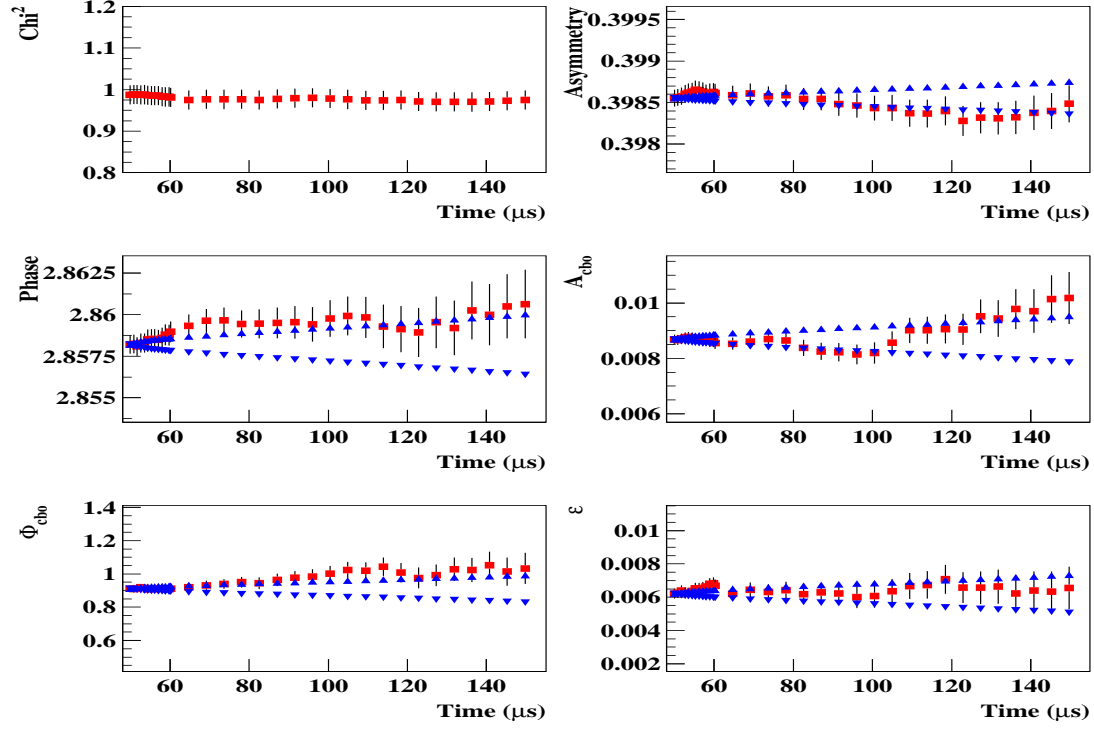 Chi²
1.2
1.1
1
0.9
0.8
60 80 100 120 140
Time (μs)
Asymmetry
0.3995
0.399
0.3985
0.398
60 80 100 120 140
Time (μs)
Phase
2.8625
2.86
2.8575
2.855
60 80 100 120 140
Time (μs)
A_cbo
0.01
0.008
0.006
60 80 100 120 140
Time (μs)
Φ_cbo
1.4
1.2
1
0.8
0.6
60 80 100 120 140
Time (μs)
ε
0.01
0.008
0.006
0.004
0.002
60 80 100 120 140
Time (μs)